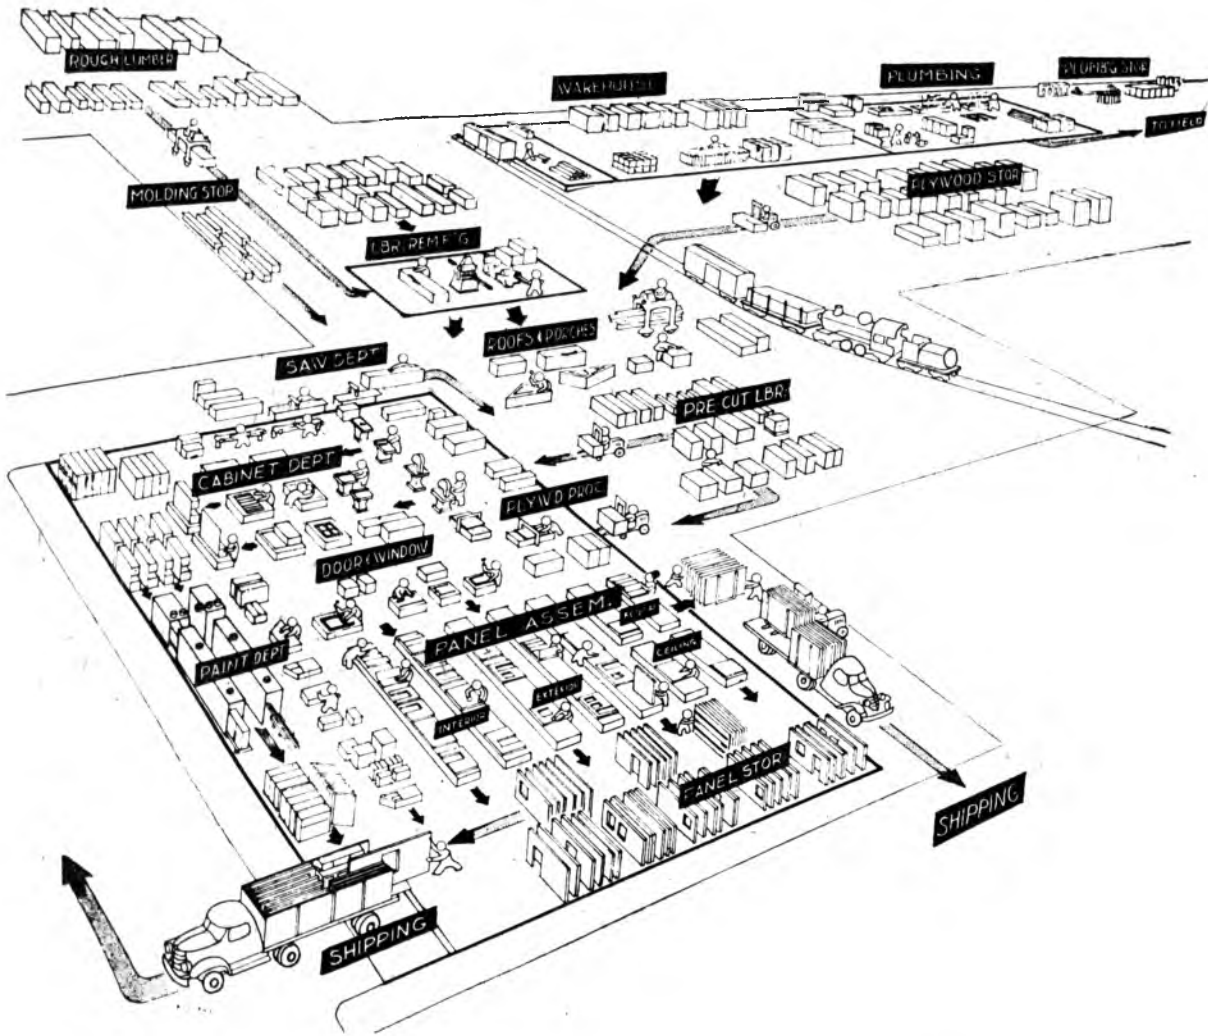 ROUGH LUMBER
WAREHOUSE
PLUMBING
PLUMBING STOR
TO FIELD
MOLDING STOR
PLYWOOD STOR
LBR. REM F'G.
ROOFS & PORCHES
SAW DEPT
PRE CUT LBR.
CABINET DEPT
PLYW'D PROC
DOOR & WINDOW
PANEL ASSEM.
CEILING
PAINT DEPT
INTERIOR
EXTERIOR
PANEL STOR
SHIPPING
SHIPPING